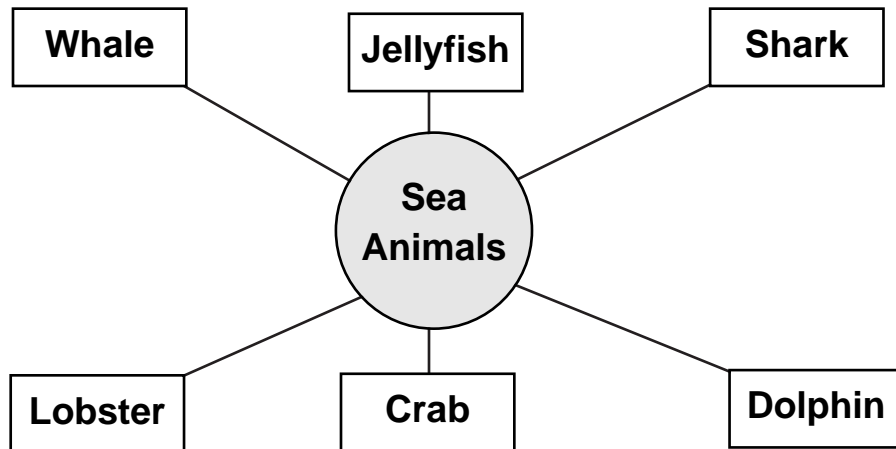 Whale
Jellyfish
Shark
Sea
Animals
Lobster
Crab
Dolphin